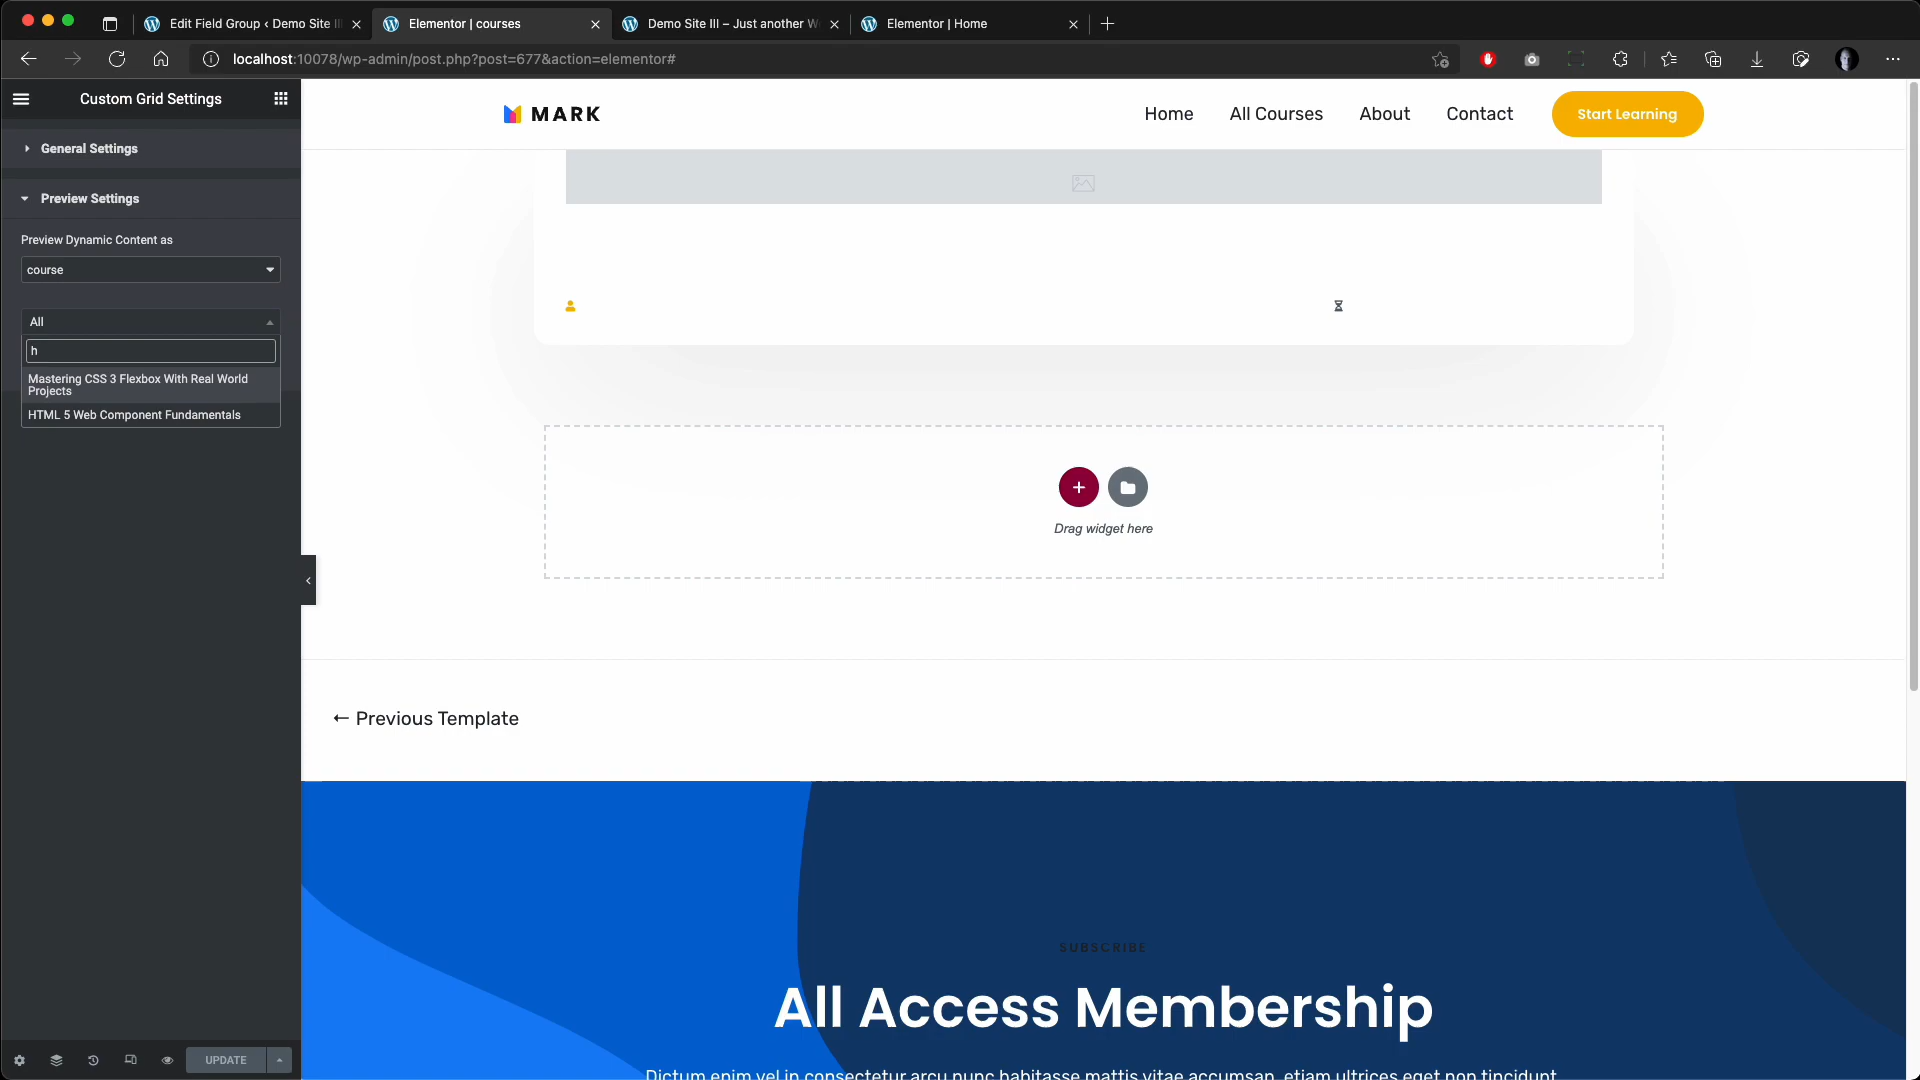 Edit Field Group ‹ Demo Site III
Elementor | courses
Demo Site III – Just another W
Elementor | Home
localhost:10078/wp-admin/post.php?post=677&action=elementor#
Custom Grid Settings
General Settings
Preview Settings
Preview Dynamic Content as
course
All
h
Mastering CSS 3 Flexbox With Real World
Projects
HTML 5 Web Component Fundamentals
UPDATE
MARK
Home
All Courses
About
Contact
Start Learning
Drag widget here
← Previous Template
SUBSCRIBE
All Access Membership
Dictum enim vel in consectetur arcu nunc habitasse mattis vitae accumsan, etiam ultrices eget non tincidunt